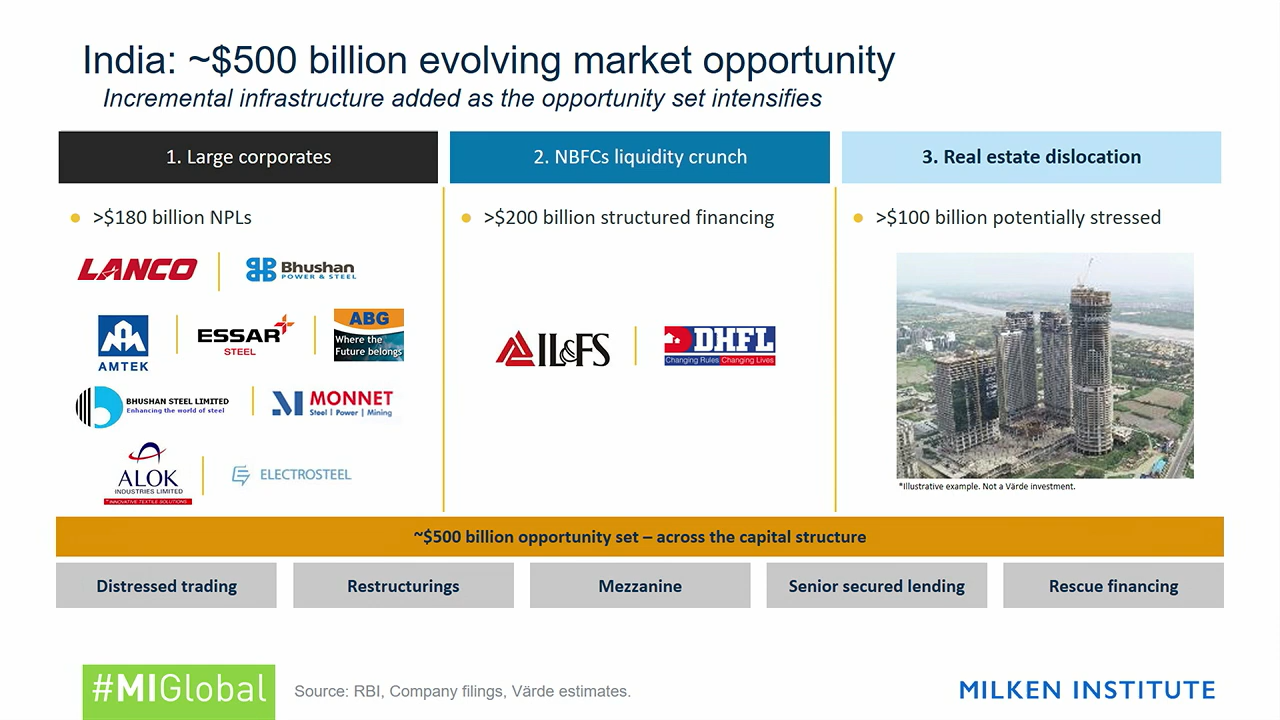 India: ~$500 billion evolving market opportunity
Incremental infrastructure added as the opportunity set intensifies
1. Large corporates
2. NBFCs liquidity crunch
3. Real estate dislocation
>$180 billion NPLs
>$200 billion structured financing
>$100 billion potentially stressed
LANCO
Bhushan
POWER & STEEL
AMTEK
ESSAR
STEEL
ABG
Where the
Future belongs
BHUSHAN STEEL LIMITED
Enhancing the world of steel
MONNET
Steel | Power | Mining
ALOK
INDUSTRIES LIMITED
INNOVATIVE TEXTILE SOLUTIONS
ELECTROSTEEL
IL&FS
DHFL
Changing Rules Changing Lives
*Illustrative example. Not a Värde investment.
~$500 billion opportunity set – across the capital structure
Distressed trading
Restructurings
Mezzanine
Senior secured lending
Rescue financing
#MIGlobal
Source: RBI, Company filings, Värde estimates.
MILKEN INSTITUTE